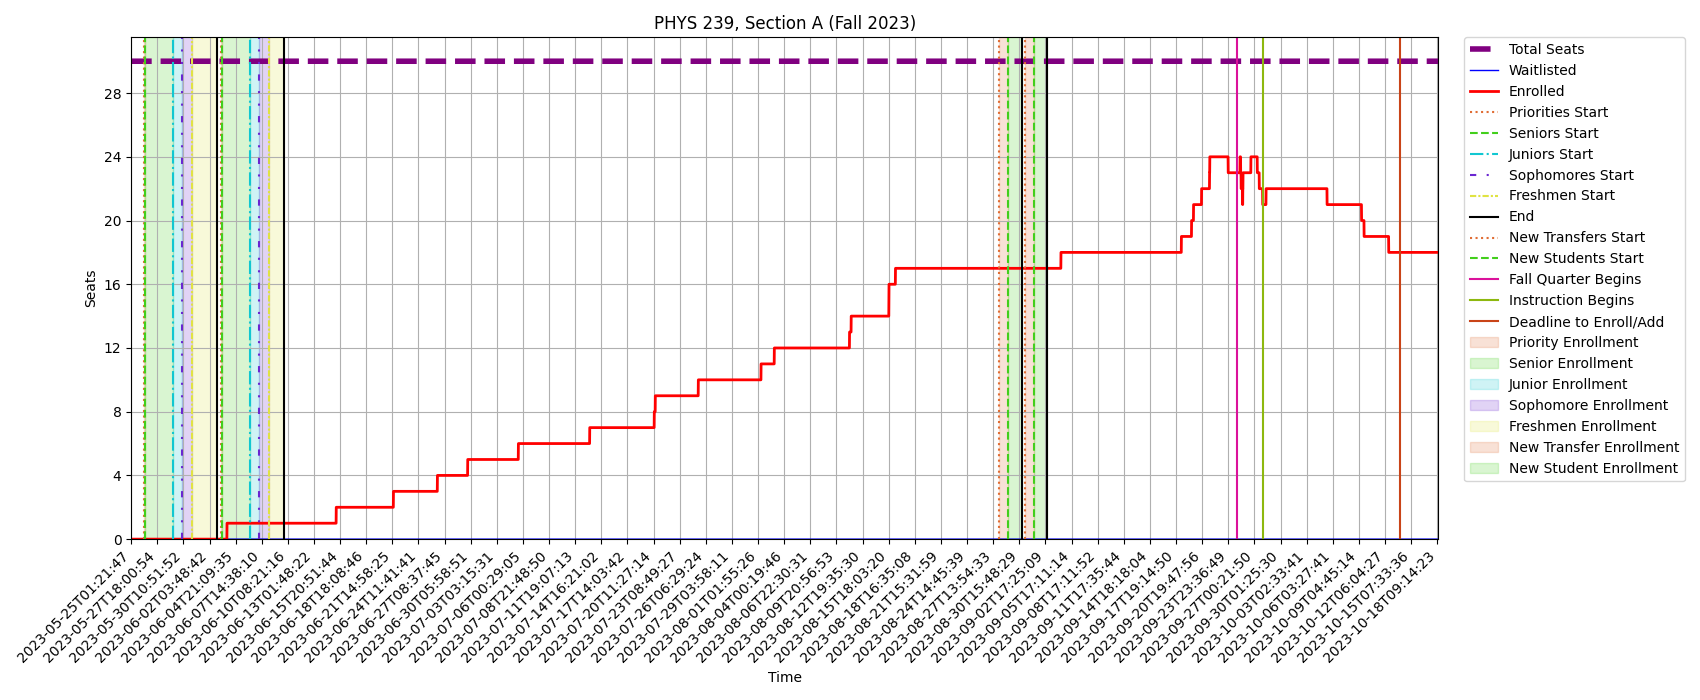 PHYS 239, Section A (Fall 2023)
Seats
28
24
20
16
12
8
4
0
2023-05-25T01:21:47
2023-05-27T18:00:54
2023-05-30T10:51:52
2023-06-02T03:48:42
2023-06-04T21:09:35
2023-06-07T14:38:10
2023-06-10T08:21:16
2023-06-13T01:48:22
2023-06-15T20:51:44
2023-06-18T18:08:46
2023-06-21T14:58:25
2023-06-24T11:41:41
2023-06-27T08:37:45
2023-06-30T05:58:51
2023-07-03T03:15:31
2023-07-06T00:29:05
2023-07-08T21:48:50
2023-07-11T19:07:13
2023-07-14T16:21:02
2023-07-17T14:03:42
2023-07-20T11:27:14
2023-07-23T08:49:27
2023-07-26T06:29:24
2023-07-29T03:58:11
2023-08-01T01:55:26
2023-08-04T00:19:46
2023-08-06T22:30:31
2023-08-09T20:56:53
2023-08-12T19:35:30
2023-08-15T18:03:20
2023-08-18T16:35:08
2023-08-21T15:31:59
2023-08-24T14:45:39
2023-08-27T13:54:33
2023-08-30T15:48:29
2023-09-02T17:25:09
2023-09-05T17:11:14
2023-09-08T17:11:52
2023-09-11T17:35:44
2023-09-14T18:18:04
2023-09-17T19:14:50
2023-09-20T19:47:56
2023-09-23T23:36:49
2023-09-27T00:21:50
2023-09-30T01:25:30
2023-10-03T02:33:41
2023-10-06T03:27:41
2023-10-09T04:45:14
2023-10-12T06:04:27
2023-10-15T07:33:36
2023-10-18T09:14:23
Time
Total Seats
Waitlisted
Enrolled
Priorities Start
Seniors Start
Juniors Start
Sophomores Start
Freshmen Start
End
New Transfers Start
New Students Start
Fall Quarter Begins
Instruction Begins
Deadline to Enroll/Add
Priority Enrollment
Senior Enrollment
Junior Enrollment
Sophomore Enrollment
Freshmen Enrollment
New Transfer Enrollment
New Student Enrollment